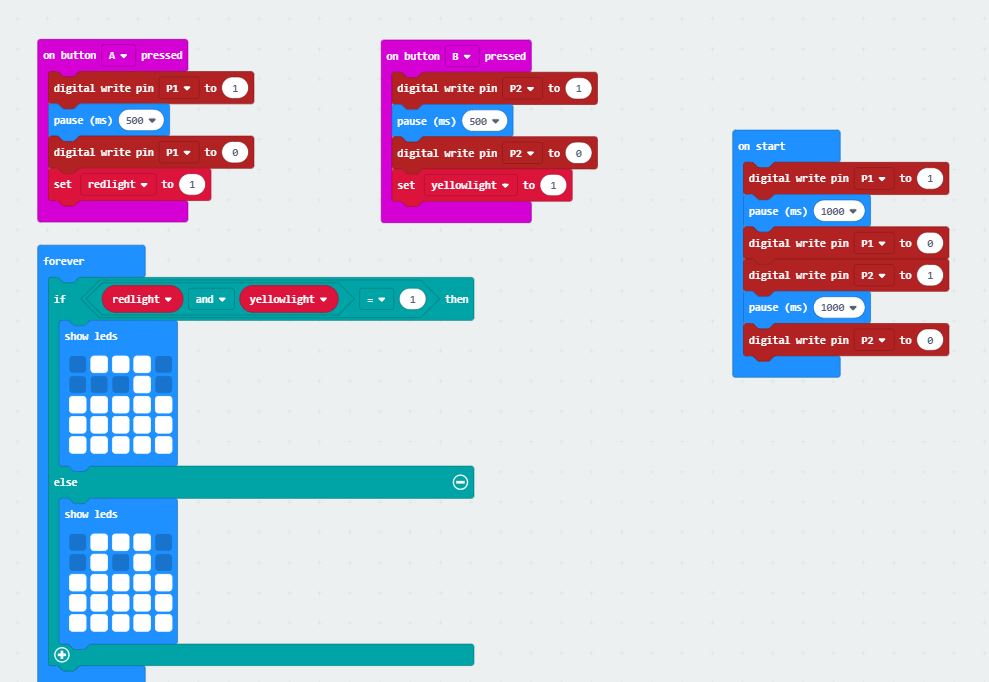 on button A pressed
digital write pin P1 to 1
pause (ms) 500
digital write pin P1 to 0
set redlight to 1
on button B pressed
digital write pin P2 to 1
pause (ms) 500
digital write pin P2 to 0
set yellowlight to 1
on start
digital write pin P1 to 1
pause (ms) 1000
digital write pin P1 to 0
digital write pin P2 to 1
pause (ms) 1000
digital write pin P2 to 0
forever
if redlight and yellowlight = 1 then
show leds
else
show leds